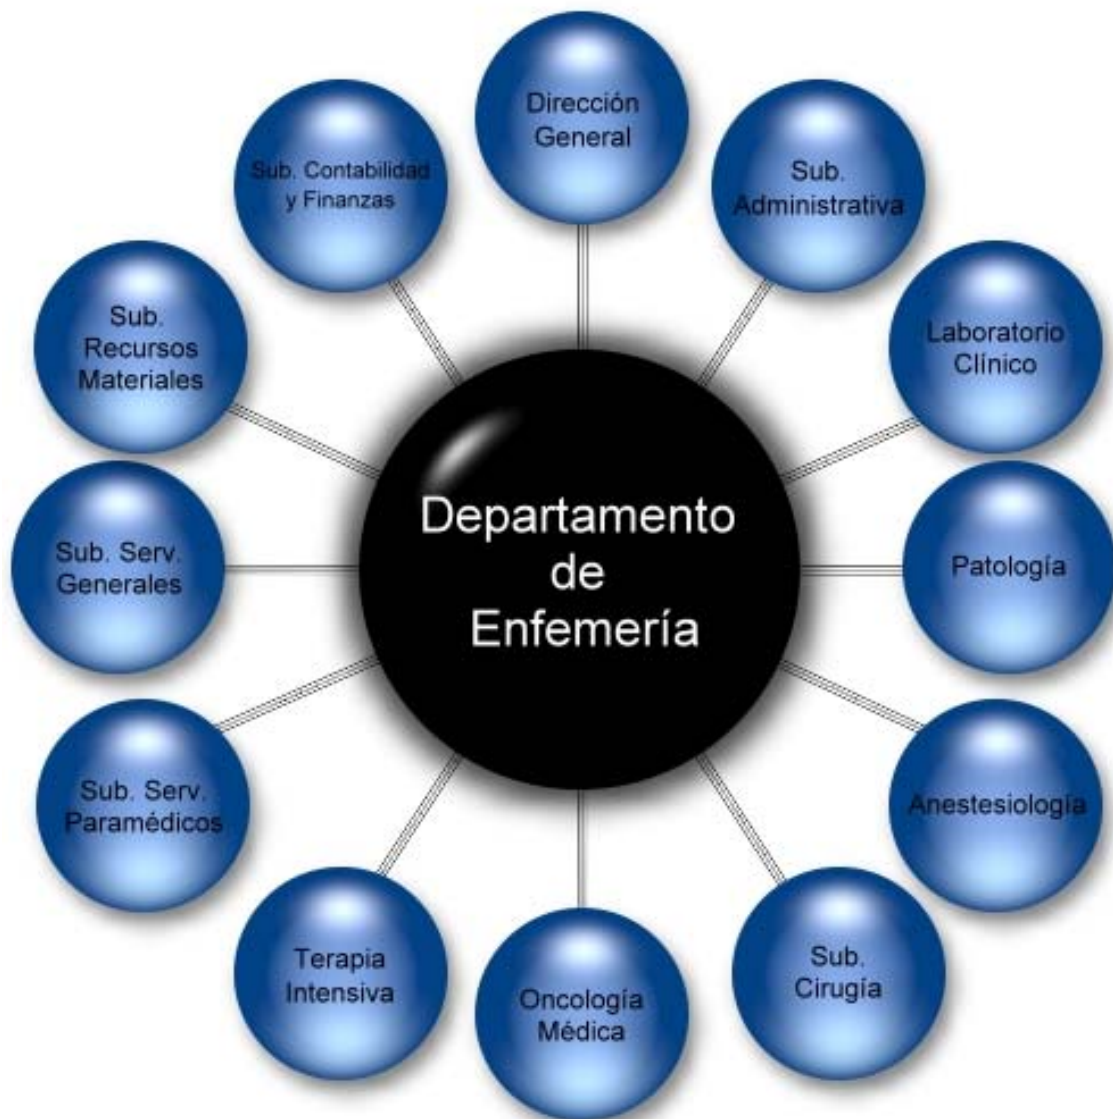 Dirección
General
Sub. Contabilidad
y Finanzas
Sub.
Administrativa
Sub.
Recursos
Materiales
Laboratorio
Clínico
Departamento
de
Enfemería
Sub. Serv.
Generales
Patología
Sub. Serv.
Paramédicos
Anestesiología
Terapia
Intensiva
Oncología
Médica
Sub.
Cirugía